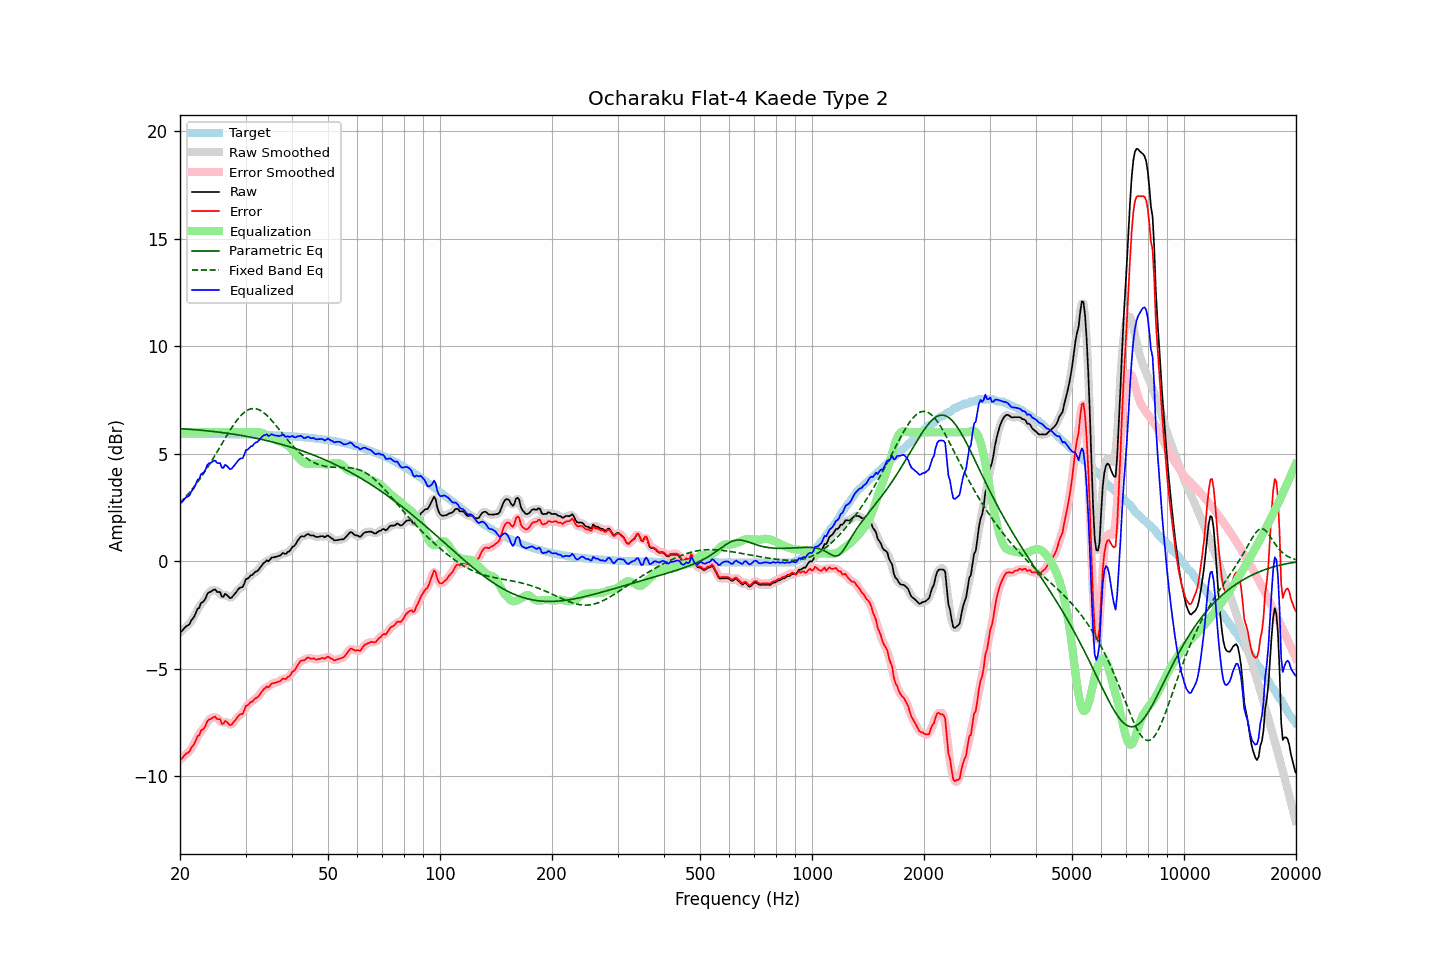 Ocharaku Flat-4 Kaede Type 2
Target
Raw Smoothed
Error Smoothed
Raw
Error
Equalization
Parametric Eq
Fixed Band Eq
Equalized
20
15
10
5
0
−5
−10
Amplitude (dBr)
20
50
100
200
500
1000
2000
5000
10000
20000
Frequency (Hz)